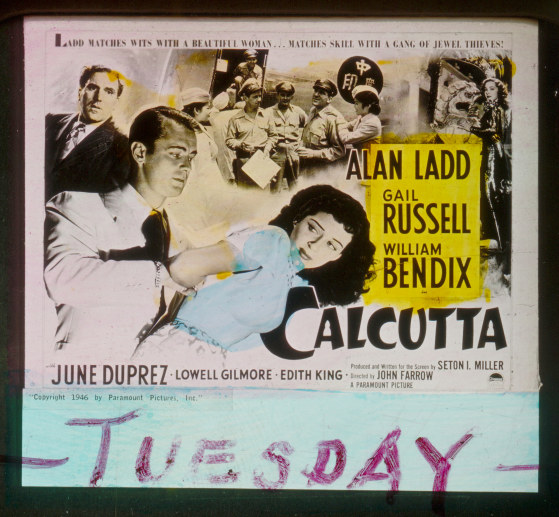 LADD MATCHES WITS WITH A BEAUTIFUL WOMAN... MATCHES SKILL WITH A GANG OF JEWEL THIEVES!
ALAN LADD
GAIL
RUSSELL
WILLIAM
BENDIX
IN
CALCUTTA
JUNE DUPREZ · LOWELL GILMORE · EDITH KING ·
Produced and Written for the Screen by SETON I. MILLER
Directed by JOHN FARROW
A PARAMOUNT PICTURE
"Copyright 1946 by Paramount Pictures, Inc."
- TUESDAY -